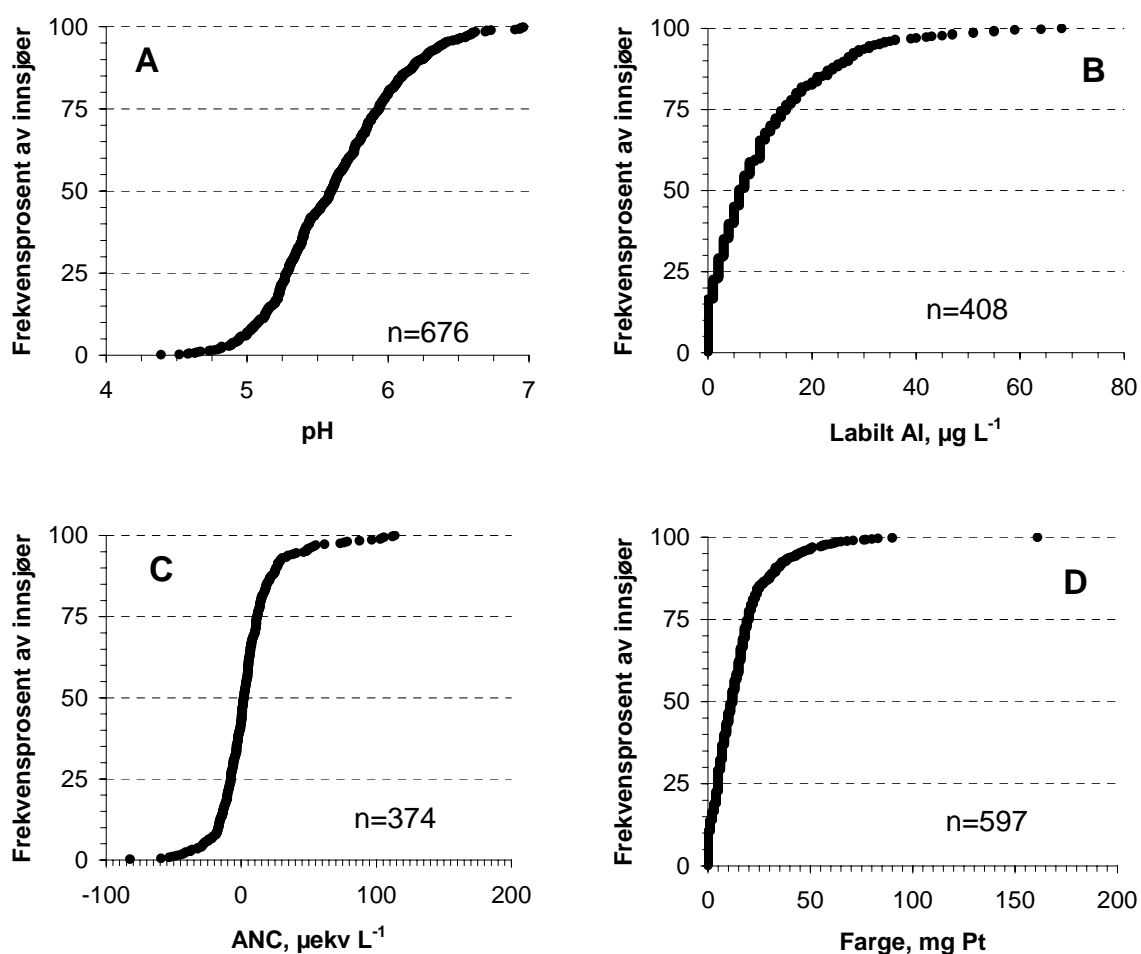 Frekvensprosent av innsjøer
100
75
50
25
0
A
n=676
4
5
6
7
pH
Frekvensprosent av innsjøer
100
75
50
25
0
B
n=408
0
20
40
60
80
Labilt Al, µg L⁻¹
Frekvensprosent av innsjøer
100
75
50
25
0
C
n=374
-100
0
100
200
ANC, µekv L⁻¹
Frekvensprosent av innsjøer
100
75
50
25
0
D
n=597
0
50
100
150
200
Farge, mg Pt